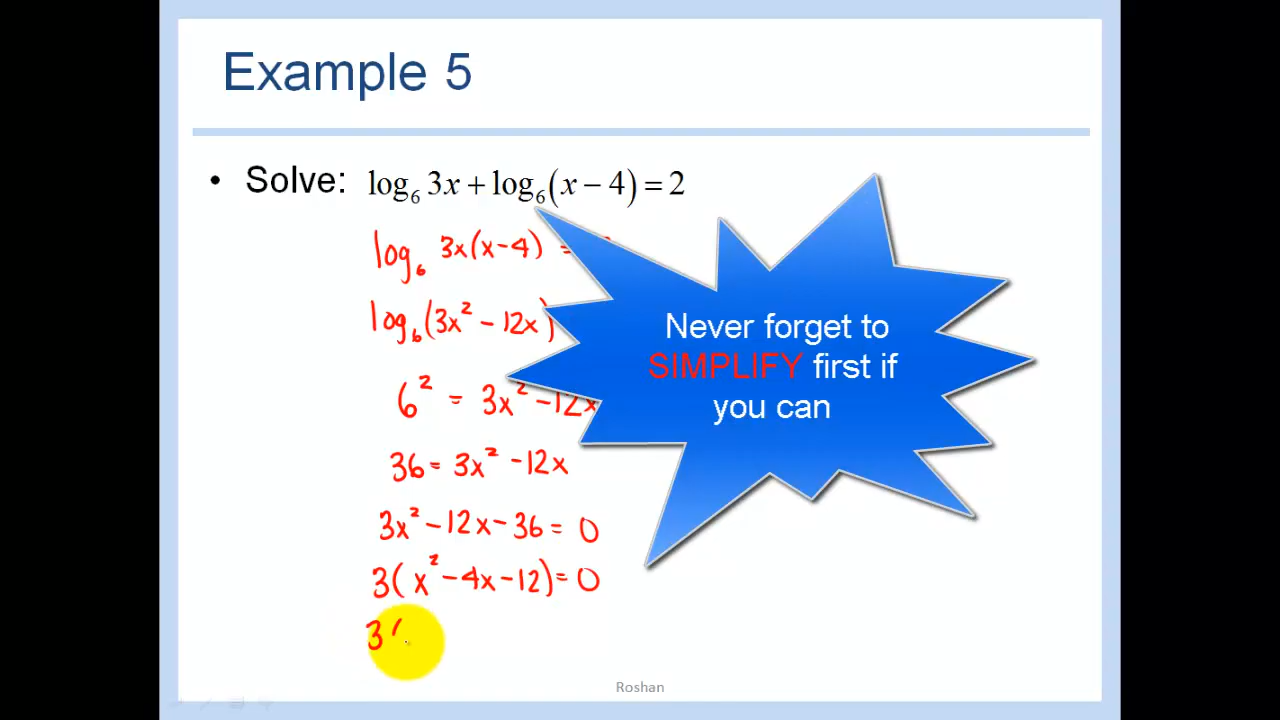 Example 5
• Solve: log₆ 3x + log₆(x − 4) = 2
log₆ 3x(x-4) =
log₆(3x² - 12x)
6² = 3x² - 12x
36 = 3x² - 12x
3x² - 12x - 36 = 0
3(x² - 4x - 12) = 0
3(
Never forget to
SIMPLIFY first if
you can
Roshan